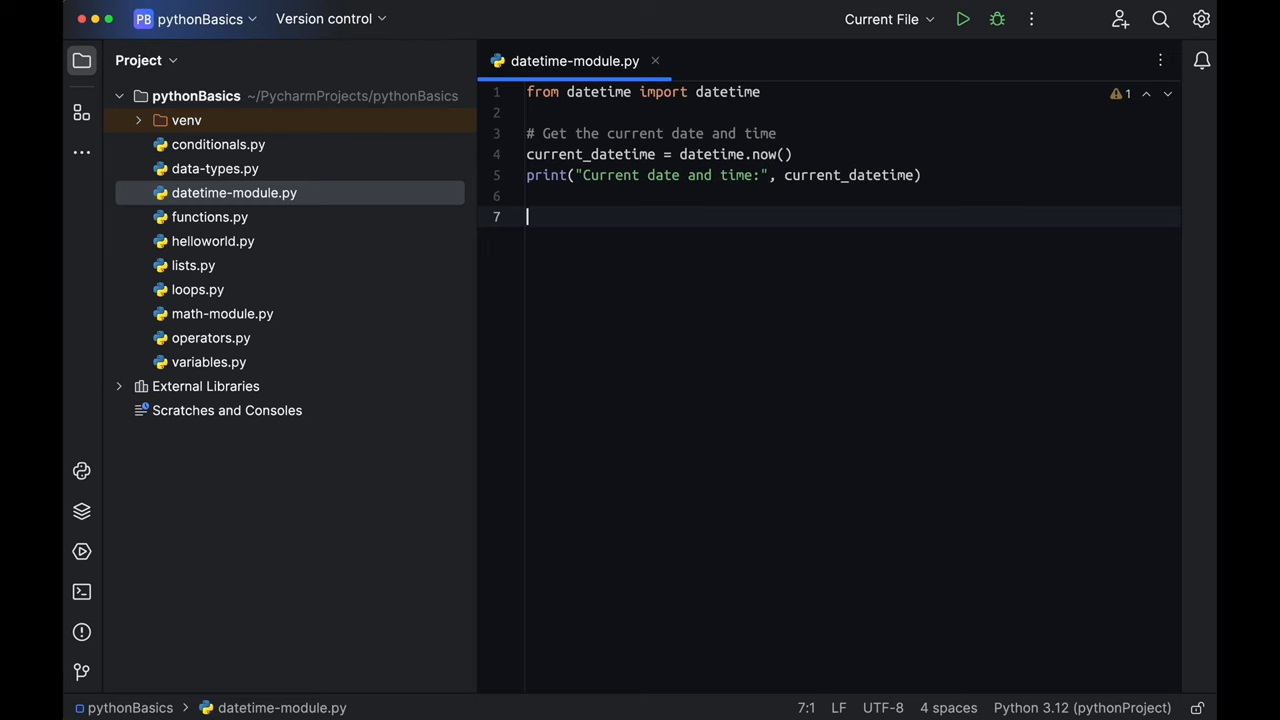 PB pythonBasics Version control Current File
Project
pythonBasics ~/PycharmProjects/pythonBasics
venv
conditionals.py
data-types.py
datetime-module.py
functions.py
helloworld.py
lists.py
loops.py
math-module.py
operators.py
variables.py
External Libraries
Scratches and Consoles
datetime-module.py
1 from datetime import datetime
2
3 # Get the current date and time
4 current_datetime = datetime.now()
5 print("Current date and time:", current_datetime)
6
7
1
pythonBasics datetime-module.py 7:1 LF UTF-8 4 spaces Python 3.12 (pythonProject)